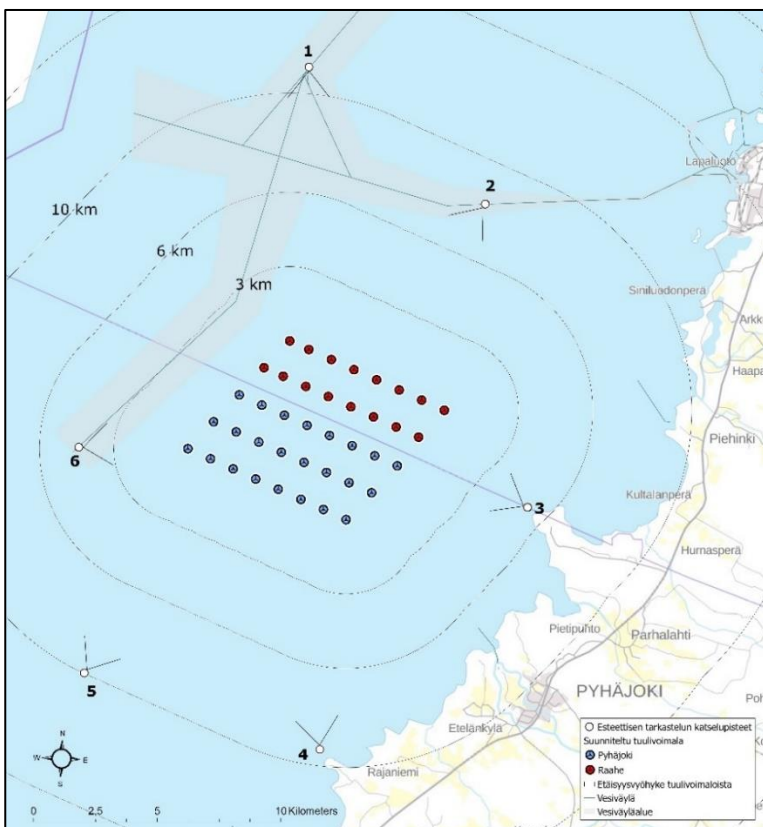 1
2
Lapaluoto
10 km
6 km
3 km
Siniluodonperä
Arkk
Haapa
Piehinki
6
3
Kultalanperä
Hurnasperä
Pietipuhto
Parhalahti
5
PYHÄJOKI
Poh
Etelänkylä
4
Rajaniemi
N
W E
S
0 2,5 5 10 Kilometers
Esteettisen tarkastelun katselupisteet
Suunniteltu tuulivoimala
Pyhäjoki
Raahe
Etäisyysvyöhyke tuulivoimaloista
Vesiväylä
Vesiväyläalue